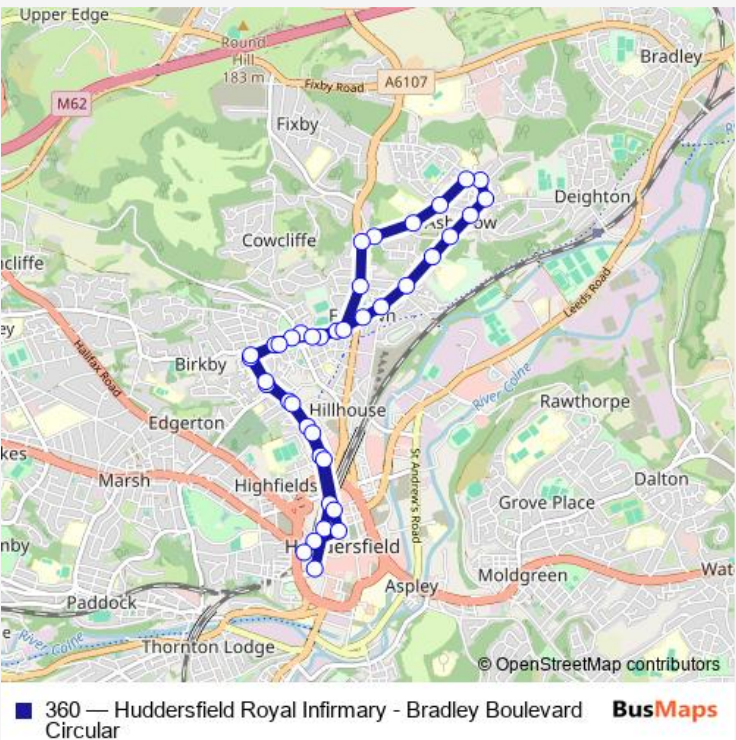 Upper Edge
Round
Hill
183 m
Bradley
Fixby Road
A6107
M62
Fixby
Deighton
Cowcliffe
Leeds Road
Halifax Road
Birkby
River Colne
Hillhouse
Rawthorpe
Edgerton
St Andrew's Road
Marsh
Highfields
Dalton
Grove Place
Moldgreen
Aspley
Paddock
River Colne
Thornton Lodge
© OpenStreetMap contributors
360 — Huddersfield Royal Infirmary - Bradley Boulevard
Circular
BusMaps